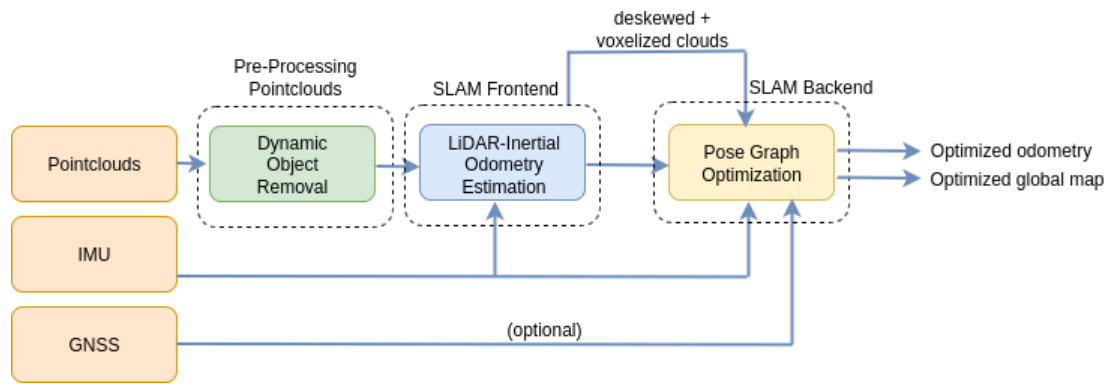 deskewed +
voxelized clouds
Pre-Processing
Pointclouds
SLAM Frontend
SLAM Backend
Pointclouds
Dynamic
Object
Removal
LiDAR-Inertial
Odometry
Estimation
Pose Graph
Optimization
Optimized odometry
Optimized global map
IMU
GNSS
(optional)